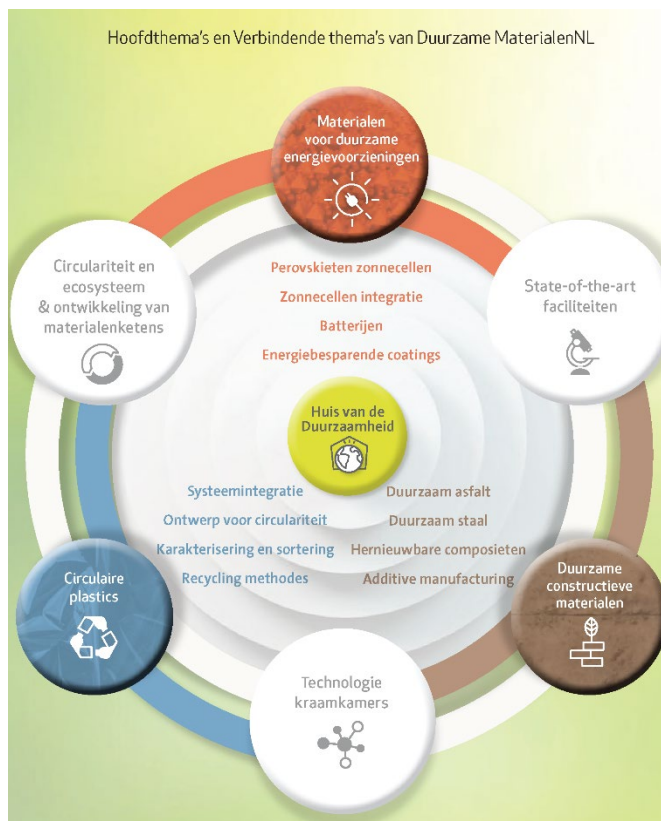 Hoofdthema's en Verbindende thema's van Duurzame MaterialenNL
Materialen
voor duurzame
energievoorzieningen
Circulariteit en
ecosysteem
& ontwikkeling van
materialenketens
State-of-the-art
faciliteiten
Perovskieten zonnecellen
Zonnecellen integratie
Batterijen
Energiebesparende coatings
Huis van de
Duurzaamheid
Systeemintegratie
Ontwerp voor circulariteit
Karakterisering en sortering
Recycling methodes
Duurzaam asfalt
Duurzaam staal
Hernieuwbare composieten
Additive manufacturing
Circulaire
plastics
Duurzame
constructieve
materialen
Technologie
kraamkamers